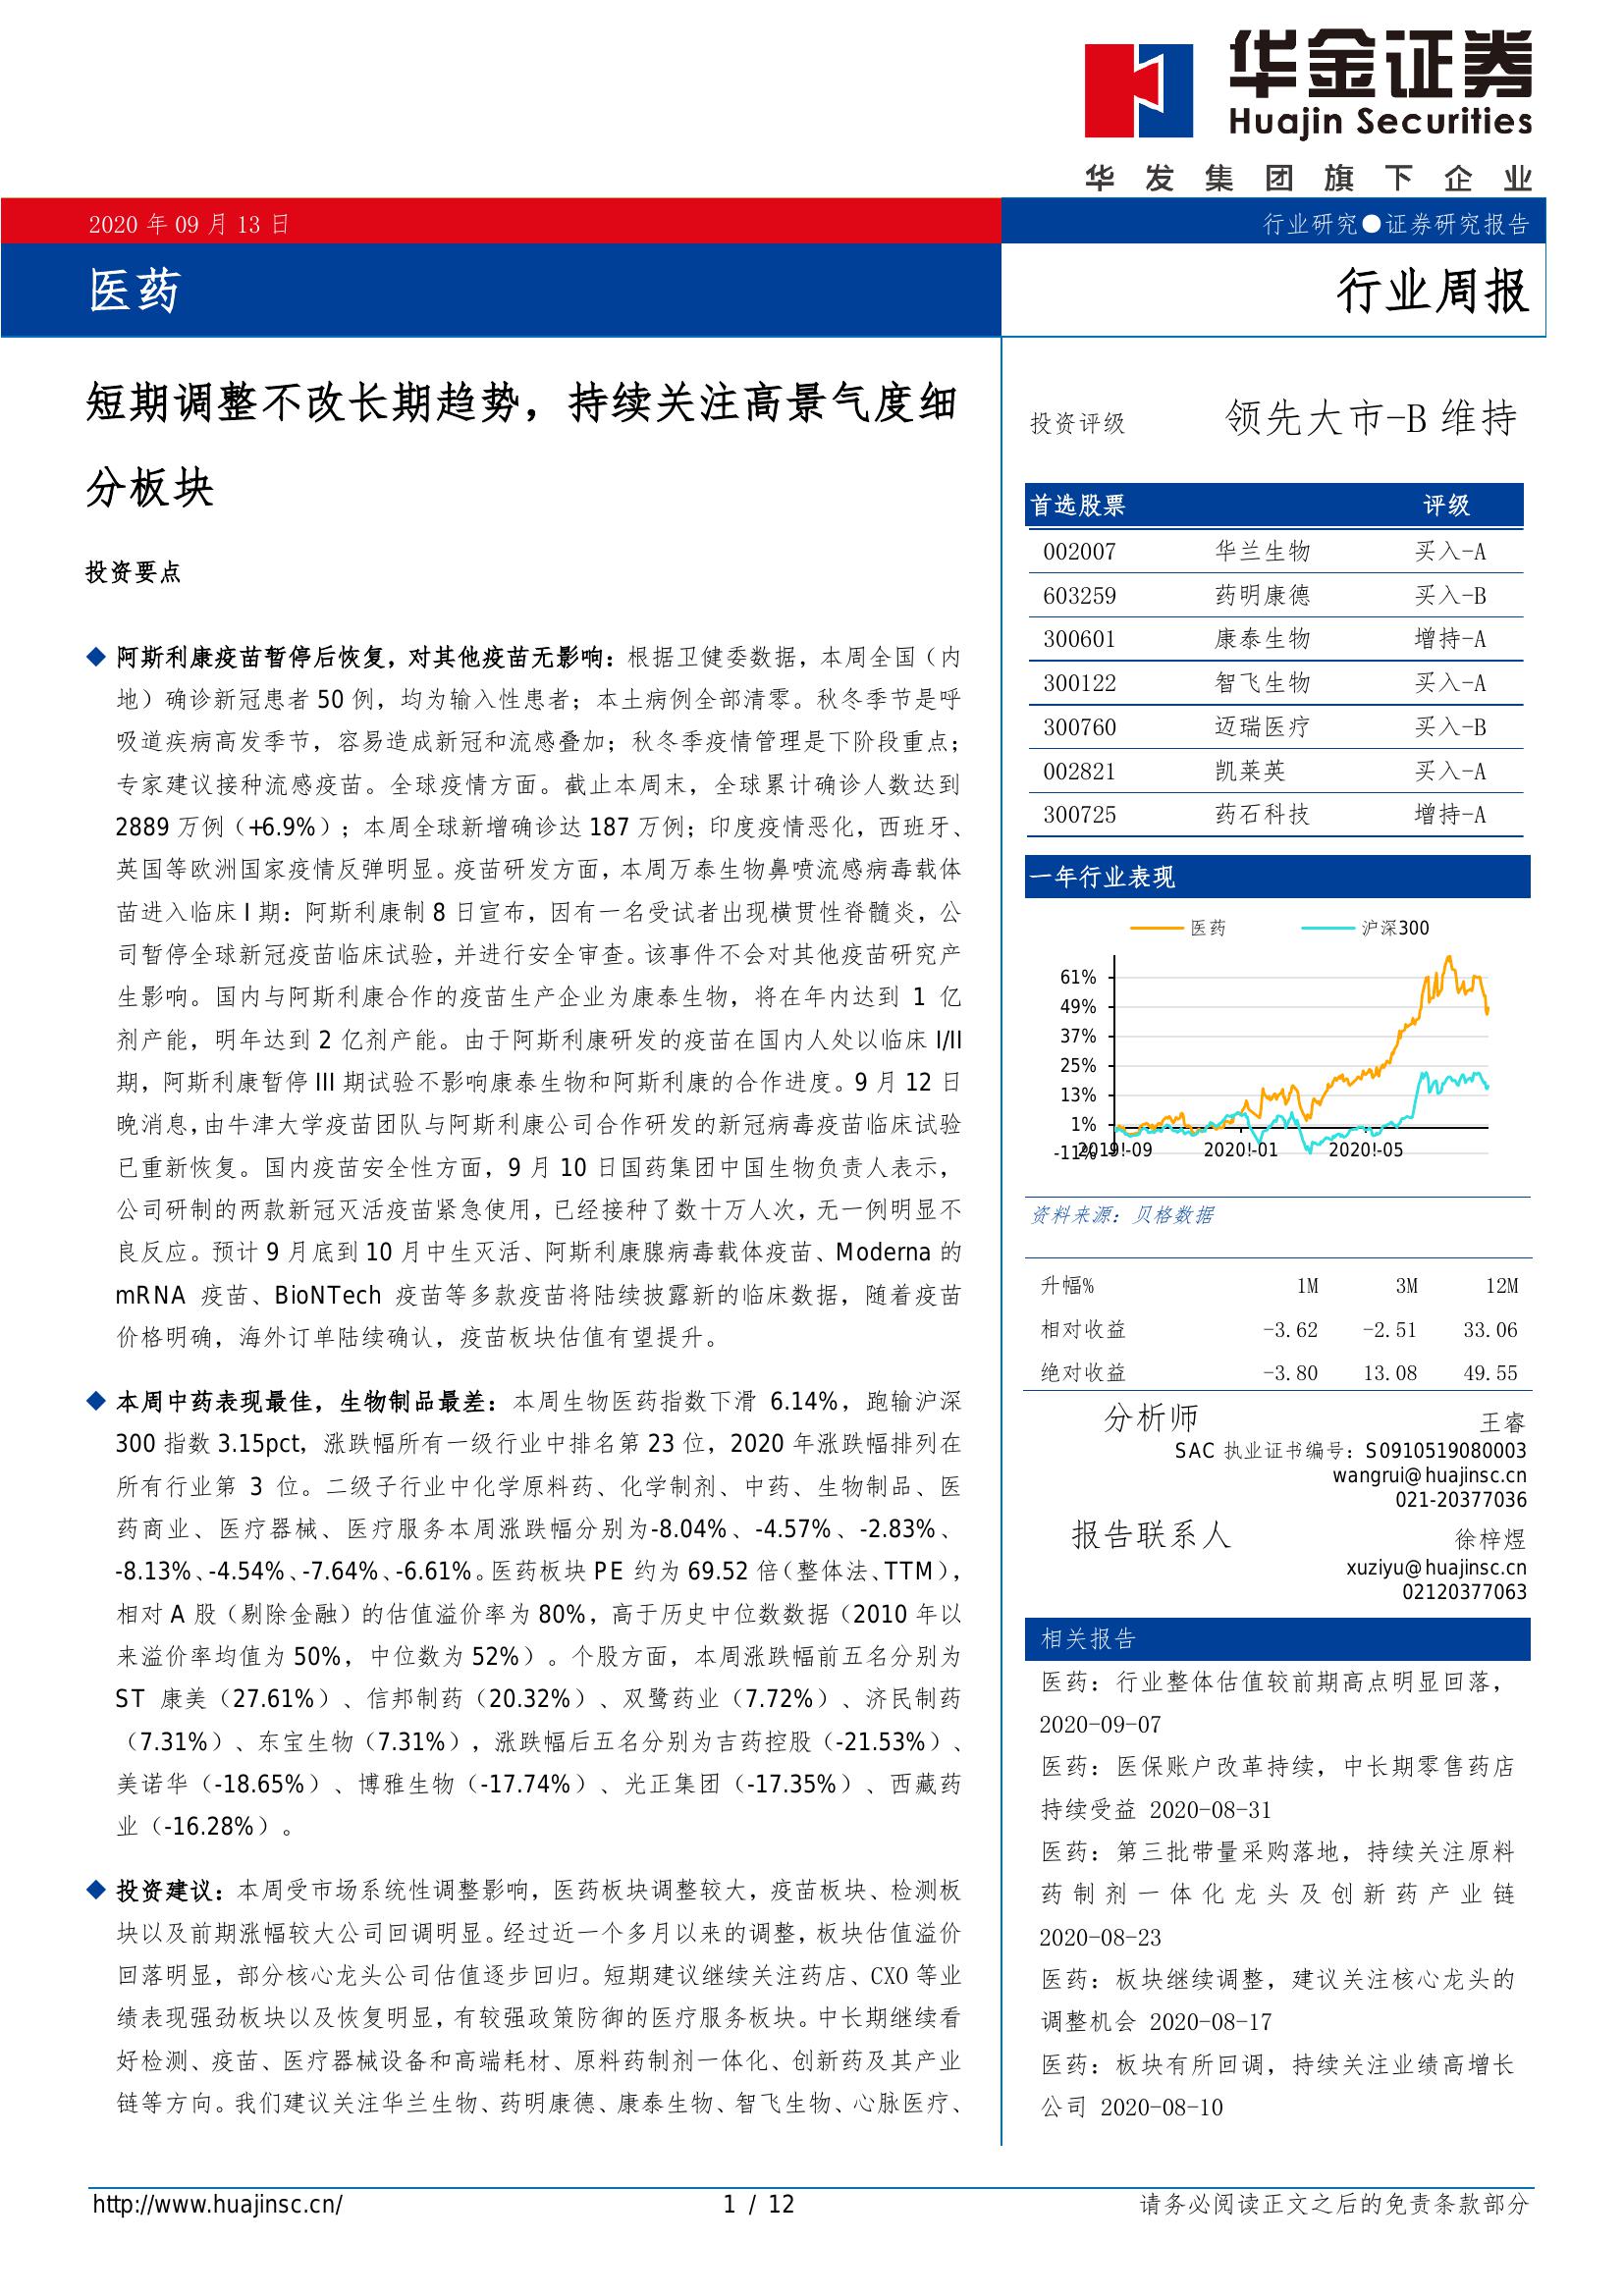 华金证券
Huajin Securities
华发集团旗下企业
2020 年 09 月 13 日
行业研究●证券研究报告
医药
行业周报
短期调整不改长期趋势，持续关注高景气度细
分板块
投资要点
◆ 阿斯利康疫苗暂停后恢复，对其他疫苗无影响：根据卫健委数据，本周全国（内
地）确诊新冠患者 50 例，均为输入性患者；本土病例全部清零。秋冬季节是呼
吸道疾病高发季节，容易造成新冠和流感叠加；秋冬季疫情管理是下阶段重点；
专家建议接种流感疫苗。全球疫情方面。截止本周末，全球累计确诊人数达到
2889 万例（+6.9%）；本周全球新增确诊达 187 万例；印度疫情恶化，西班牙、
英国等欧洲国家疫情反弹明显。疫苗研发方面，本周万泰生物鼻喷流感病毒载体
苗进入临床 I 期：阿斯利康制 8 日宣布，因有一名受试者出现横贯性脊髓炎，公
司暂停全球新冠疫苗临床试验，并进行安全审查。该事件不会对其他疫苗研究产
生影响。国内与阿斯利康合作的疫苗生产企业为康泰生物，将在年内达到 1 亿
剂产能，明年达到 2 亿剂产能。由于阿斯利康研发的疫苗在国内人处以临床 I/II
期，阿斯利康暂停 III 期试验不影响康泰生物和阿斯利康的合作进度。9 月 12 日
晚消息，由牛津大学疫苗团队与阿斯利康公司合作研发的新冠病毒疫苗临床试验
已重新恢复。国内疫苗安全性方面，9 月 10 日国药集团中国生物负责人表示，
公司研制的两款新冠灭活疫苗紧急使用，已经接种了数十万人次，无一例明显不
良反应。预计 9 月底到 10 月中生灭活、阿斯利康腺病毒载体疫苗、Moderna 的
mRNA 疫苗、BioNTech 疫苗等多款疫苗将陆续披露新的临床数据，随着疫苗
价格明确，海外订单陆续确认，疫苗板块估值有望提升。
◆ 本周中药表现最佳，生物制品最差：本周生物医药指数下滑 6.14%，跑输沪深
300 指数 3.15pct，涨跌幅所有一级行业中排名第 23 位，2020 年涨跌幅排列在
所有行业第 3 位。二级子行业中化学原料药、化学制剂、中药、生物制品、医
药商业、医疗器械、医疗服务本周涨跌幅分别为-8.04%、-4.57%、-2.83%、
-8.13%、-4.54%、-7.64%、-6.61%。医药板块 PE 约为 69.52 倍（整体法、TTM），
相对 A 股（剔除金融）的估值溢价率为 80%，高于历史中位数数据（2010 年以
来溢价率均值为 50%，中位数为 52%）。个股方面，本周涨跌幅前五名分别为
ST 康美（27.61%）、信邦制药（20.32%）、双鹭药业（7.72%）、济民制药
（7.31%）、东宝生物（7.31%），涨跌幅后五名分别为吉药控股（-21.53%）、
美诺华（-18.65%）、博雅生物（-17.74%）、光正集团（-17.35%）、西藏药
业（-16.28%）。
◆ 投资建议：本周受市场系统性调整影响，医药板块调整较大，疫苗板块、检测板
块以及前期涨幅较大公司回调明显。经过近一个多月以来的调整，板块估值溢价
回落明显，部分核心龙头公司估值逐步回归。短期建议继续关注药店、CXO 等业
绩表现强劲板块以及恢复明显，有较强政策防御的医疗服务板块。中长期继续看
好检测、疫苗、医疗器械设备和高端耗材、原料药制剂一体化、创新药及其产业
链等方向。我们建议关注华兰生物、药明康德、康泰生物、智飞生物、心脉医疗、
投资评级 领先大市-B 维持
首选股票 评级
002007 华兰生物 买入-A
603259 药明康德 买入-B
300601 康泰生物 增持-A
300122 智飞生物 买入-A
300760 迈瑞医疗 买入-B
002821 凯莱英 买入-A
300725 药石科技 增持-A
一年行业表现
医药 沪深300
61%
49%
37%
25%
13%
1%
-11%
2019!-09 2020!-01 2020!-05
资料来源：贝格数据
升幅% 1M 3M 12M
相对收益 -3.62 -2.51 33.06
绝对收益 -3.80 13.08 49.55
分析师 王睿
SAC 执业证书编号：S0910519080003
wangrui@huajinsc.cn
021-20377036
报告联系人 徐梓煜
xuziyu@huajinsc.cn
02120377063
相关报告
医药：行业整体估值较前期高点明显回落，
2020-09-07
医药：医保账户改革持续，中长期零售药店
持续受益 2020-08-31
医药：第三批带量采购落地，持续关注原料
药制剂一体化龙头及创新药产业链
2020-08-23
医药：板块继续调整，建议关注核心龙头的
调整机会 2020-08-17
医药：板块有所回调，持续关注业绩高增长
公司 2020-08-10
http://www.huajinsc.cn/ 1 / 12 请务必阅读正文之后的免责条款部分